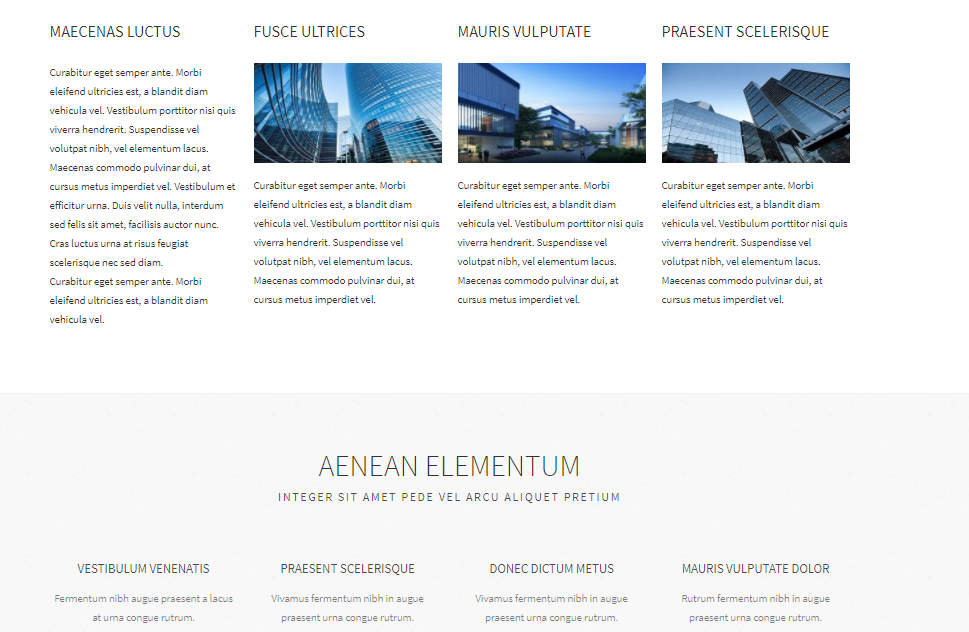 MAECENAS LUCTUS
Curabitur eget semper ante. Morbi
eleifend ultricies est, a blandit diam
vehicula vel. Vestibulum porttitor nisi quis
viverra hendrerit. Suspendisse vel
volutpat nibh, vel elementum lacus.
Maecenas commodo pulvinar dui, at
cursus metus imperdiet vel. Vestibulum et
efficitur urna. Duis velit nulla, interdum
sed felis sit amet, facilisis auctor nunc.
Cras luctus urna at risus feugiat
scelerisque nec sed diam.
Curabitur eget semper ante. Morbi
eleifend ultricies est, a blandit diam
vehicula vel.
FUSCE ULTRICES
Curabitur eget semper ante. Morbi
eleifend ultricies est, a blandit diam
vehicula vel. Vestibulum porttitor nisi quis
viverra hendrerit. Suspendisse vel
volutpat nibh, vel elementum lacus.
Maecenas commodo pulvinar dui, at
cursus metus imperdiet vel.
MAURIS VULPUTATE
Curabitur eget semper ante. Morbi
eleifend ultricies est, a blandit diam
vehicula vel. Vestibulum porttitor nisi quis
viverra hendrerit. Suspendisse vel
volutpat nibh, vel elementum lacus.
Maecenas commodo pulvinar dui, at
cursus metus imperdiet vel.
PRAESENT SCELERISQUE
Curabitur eget semper ante. Morbi
eleifend ultricies est, a blandit diam
vehicula vel. Vestibulum porttitor nisi quis
viverra hendrerit. Suspendisse vel
volutpat nibh, vel elementum lacus.
Maecenas commodo pulvinar dui, at
cursus metus imperdiet vel.
AENEAN ELEMENTUM
INTEGER SIT AMET PEDE VEL ARCU ALIQUET PRETIUM
VESTIBULUM VENENATIS
Fermentum nibh augue praesent a lacus
at urna congue rutrum.
PRAESENT SCELERISQUE
Vivamus fermentum nibh in augue
praesent urna congue rutrum.
DONEC DICTUM METUS
Vivamus fermentum nibh in augue
praesent urna congue rutrum.
MAURIS VULPUTATE DOLOR
Rutrum fermentum nibh in augue
praesent urna congue rutrum.